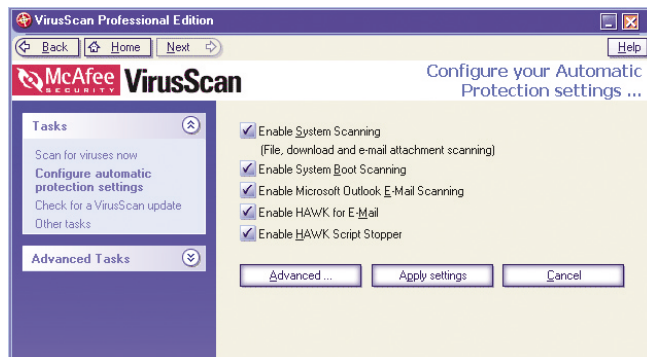 VirusScan Professional Edition
Back Home Next Help
McAfee SECURITY VirusScan
Configure your Automatic
Protection settings ...
Tasks
Scan for viruses now
Configure automatic
protection settings
Check for a VirusScan update
Other tasks
Advanced Tasks
Enable System Scanning
(File, download and e-mail attachment scanning)
Enable System Boot Scanning
Enable Microsoft Outlook E-Mail Scanning
Enable HAWK for E-Mail
Enable HAWK Script Stopper
Advanced ... Apply settings Cancel